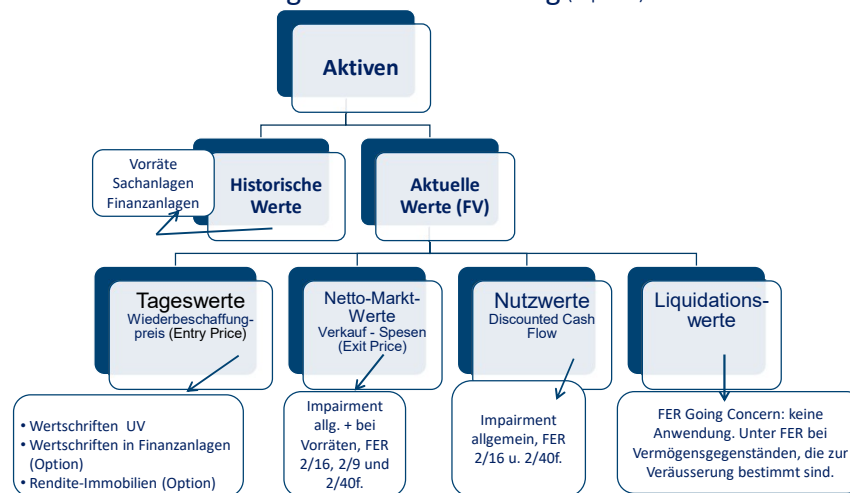 Aktiven
Vorräte
Sachanlagen
Finanzanlagen
Historische
Werte
Aktuelle
Werte (FV)
Tageswerte
Wiederbeschaffung-
preis (Entry Price)
Netto-Markt-
Werte
Verkauf - Spesen
(Exit Price)
Nutzwerte
Discounted Cash
Flow
Liquidations-
werte
• Wertschriften UV
• Wertschriften in Finanzanlagen
(Option)
• Rendite-Immobilien (Option)
Impairment
allg. + bei
Vorräten, FER
2/16, 2/9 und
2/40f.
Impairment
allgemein, FER
2/16 u. 2/40f.
FER Going Concern: keine
Anwendung. Unter FER bei
Vermögensgegenständen, die zur
Veräusserung bestimmt sind.